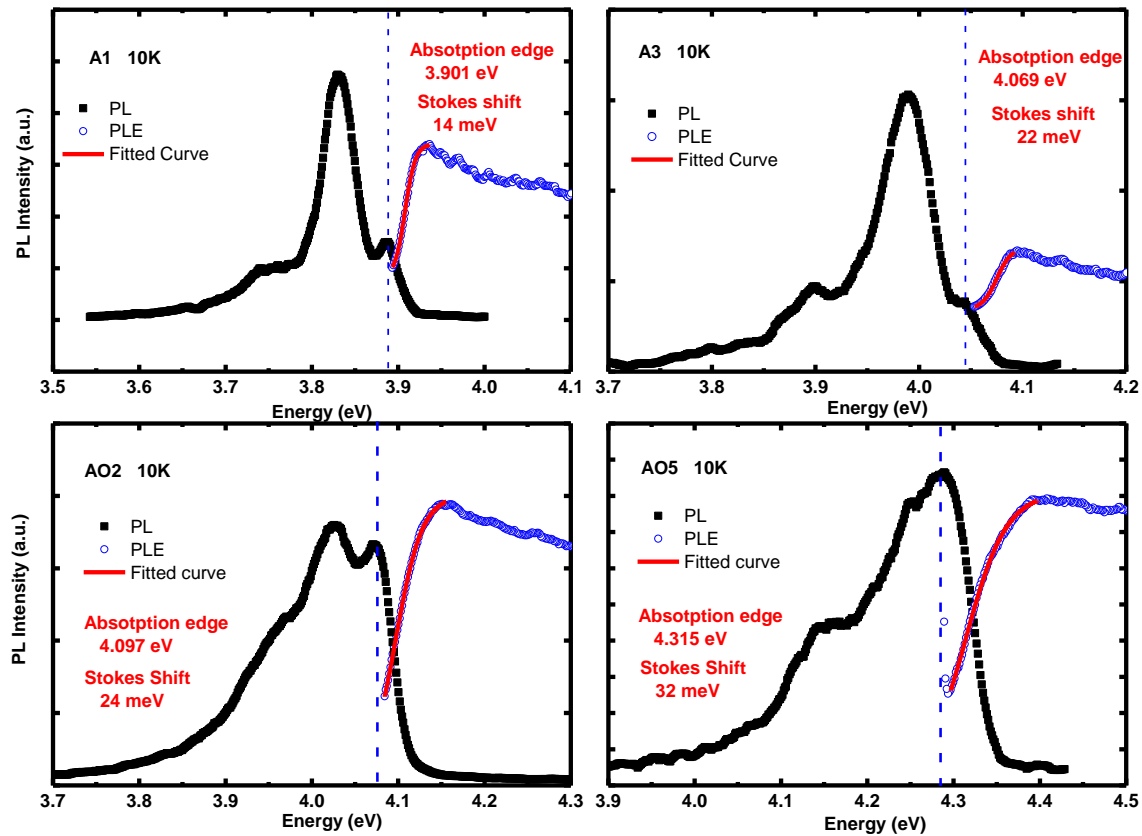 A1 10K
PL
PLE
Fitted Curve
Absotption edge
3.901 eV
Stokes shift
14 meV
PL Intensity (a.u.)
3.5 3.6 3.7 3.8 3.9 4.0 4.1
Energy (eV)
A3 10K
PL
PLE
Fitted Curve
Absotption edge
4.069 eV
Stokes shift
22 meV
3.7 3.8 3.9 4.0 4.1 4.2
Energy (eV)
AO2 10K
PL
PLE
Fitted curve
Absotption edge
4.097 eV
Stokes Shift
24 meV
PL Intensity (a.u.)
3.7 3.8 3.9 4.0 4.1 4.2 4.3
Energy (eV)
AO5 10K
PL
PLE
Fitted curve
Absotption edge
4.315 eV
Stokes Shift
32 meV
3.9 4.0 4.1 4.2 4.3 4.4 4.5
Energy (eV)